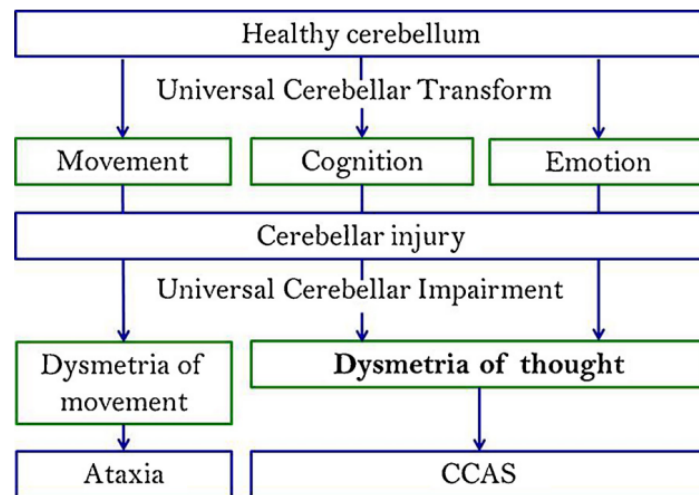 Healthy cerebellum
Universal Cerebellar Transform
Movement
Cognition
Emotion
Cerebellar injury
Universal Cerebellar Impairment
Dysmetria of
movement
Dysmetria of thought
Ataxia
CCAS